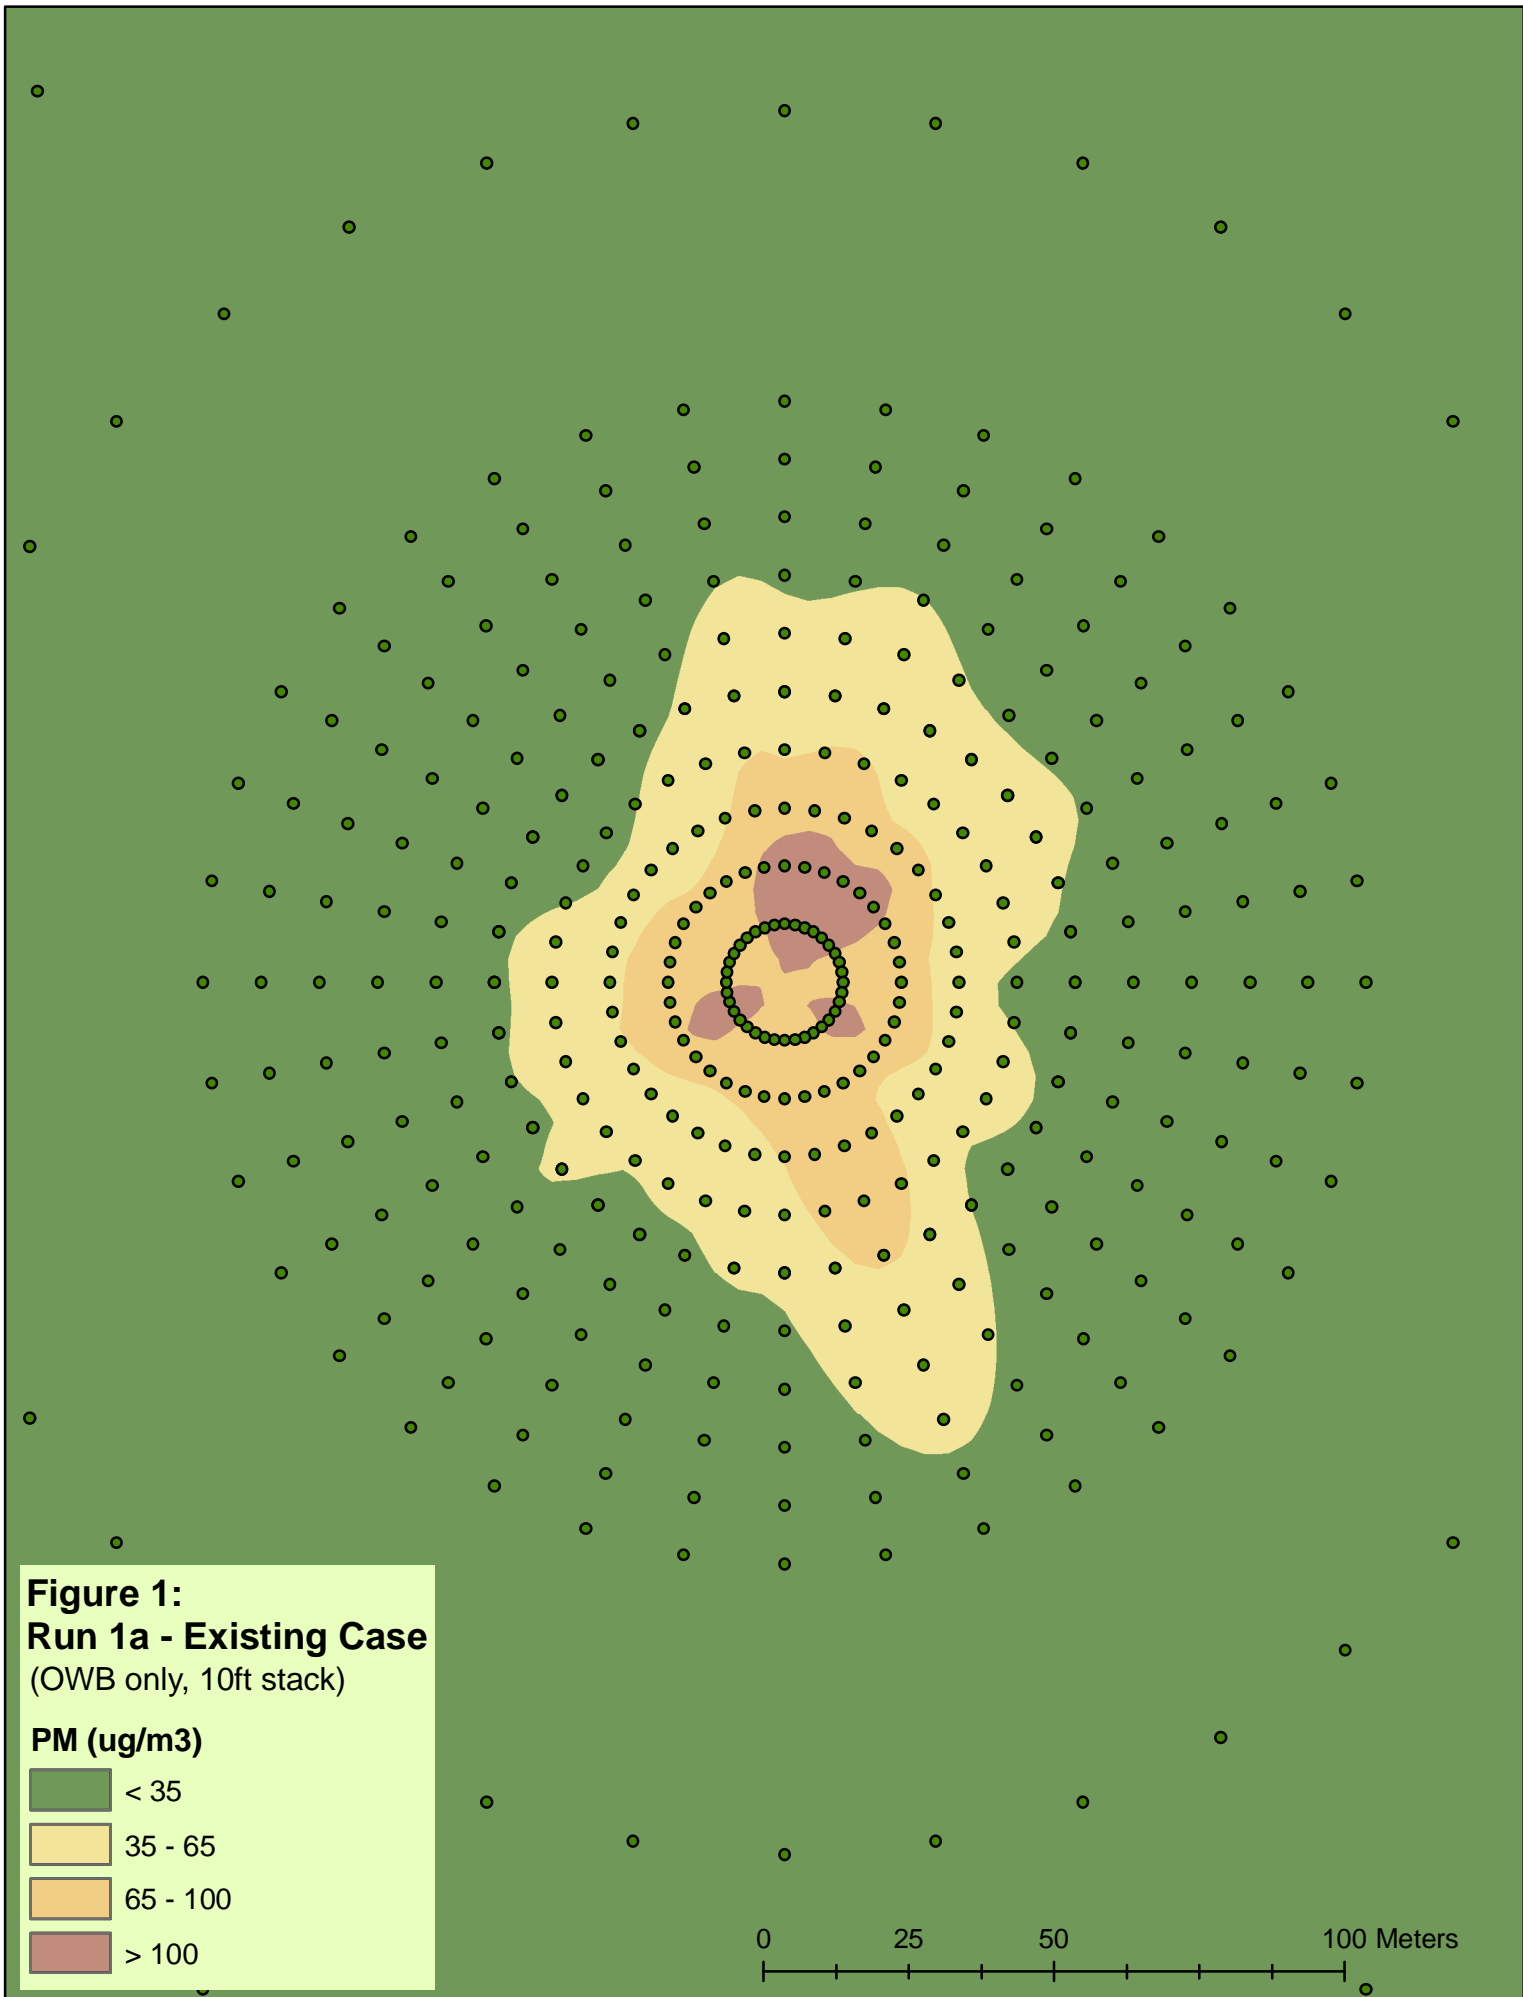 Figure 1:
Run 1a - Existing Case
(OWB only, 10ft stack)
PM (ug/m3)
< 35
35 - 65
65 - 100
> 100
0 25 50 100 Meters